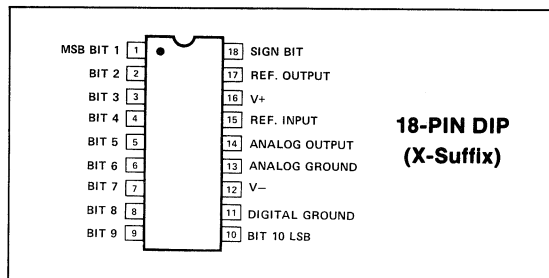 MSB BIT 1 1 18 SIGN BIT
BIT 2 2 17 REF. OUTPUT
BIT 3 3 16 V+
BIT 4 4 15 REF. INPUT
BIT 5 5 14 ANALOG OUTPUT
BIT 6 6 13 ANALOG GROUND
BIT 7 7 12 V−
BIT 8 8 11 DIGITAL GROUND
BIT 9 9 10 BIT 10 LSB
18-PIN DIP
(X-Suffix)